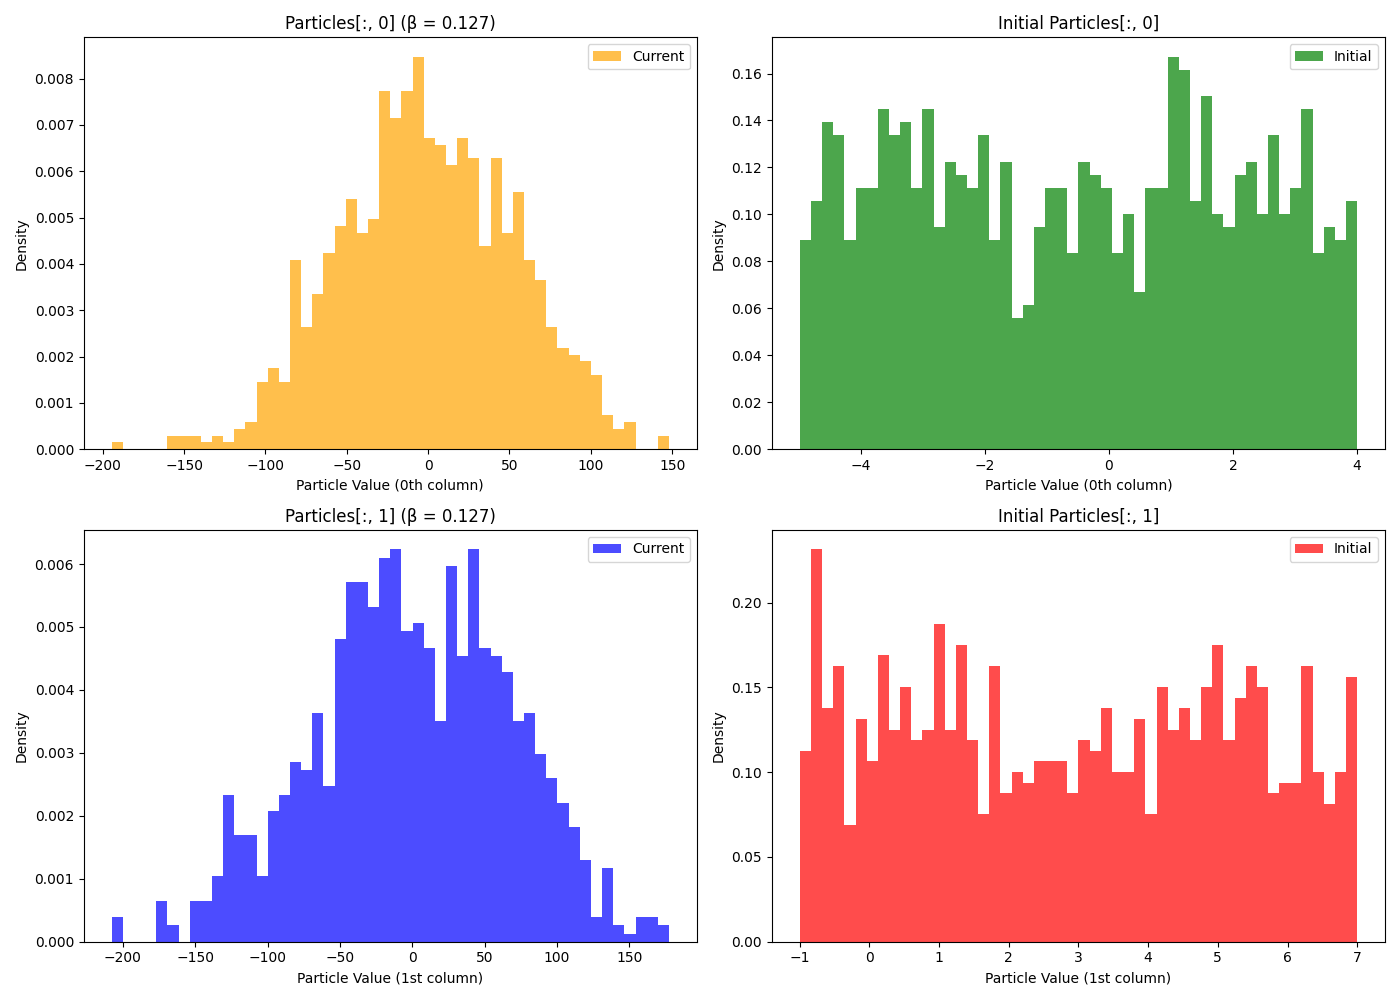 Particles[:, 0] (β = 0.127)
Current
Density
0.008
0.007
0.006
0.005
0.004
0.003
0.002
0.001
0.000
−200 −150 −100 −50 0 50 100 150
Particle Value (0th column)
Initial Particles[:, 0]
Initial
Density
0.16
0.14
0.12
0.10
0.08
0.06
0.04
0.02
0.00
−4 −2 0 2 4
Particle Value (0th column)
Particles[:, 1] (β = 0.127)
Current
Density
0.006
0.005
0.004
0.003
0.002
0.001
0.000
−200 −150 −100 −50 0 50 100 150
Particle Value (1st column)
Initial Particles[:, 1]
Initial
Density
0.20
0.15
0.10
0.05
0.00
−1 0 1 2 3 4 5 6 7
Particle Value (1st column)